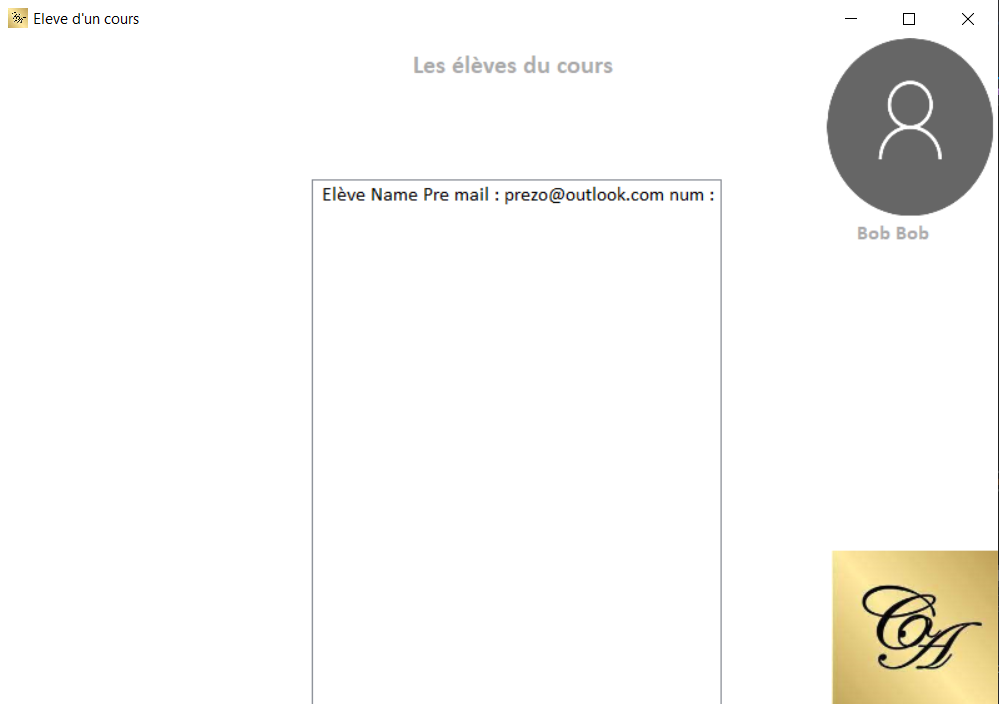 Eleve d'un cours
Les élèves du cours
Elève Name Pre mail : prezo@outlook.com num :
Bob Bob
CA